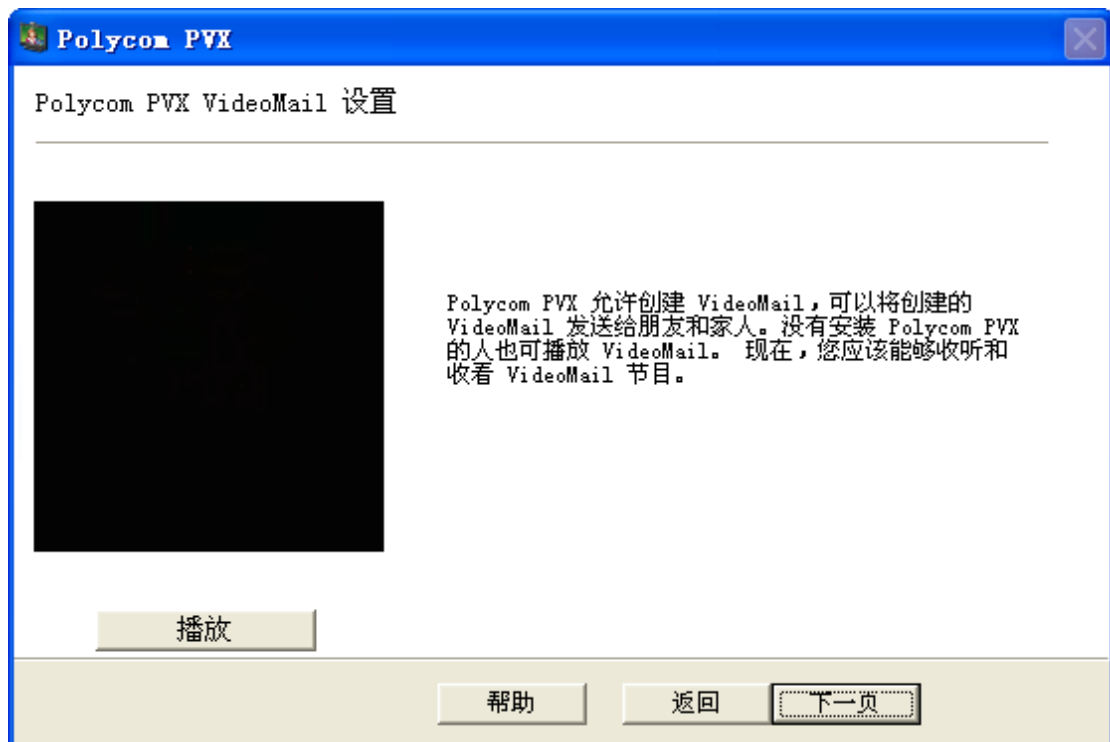 Polycom PVX
Polycom PVX VideoMail 设置
Polycom PVX 允许创建 VideoMail，可以将创建的
VideoMail 发送给朋友和家人。没有安装 Polycom PVX
的人也可播放 VideoMail。 现在，您应该能够收听和
收看 VideoMail 节目。
播放
帮助
返回
下一页